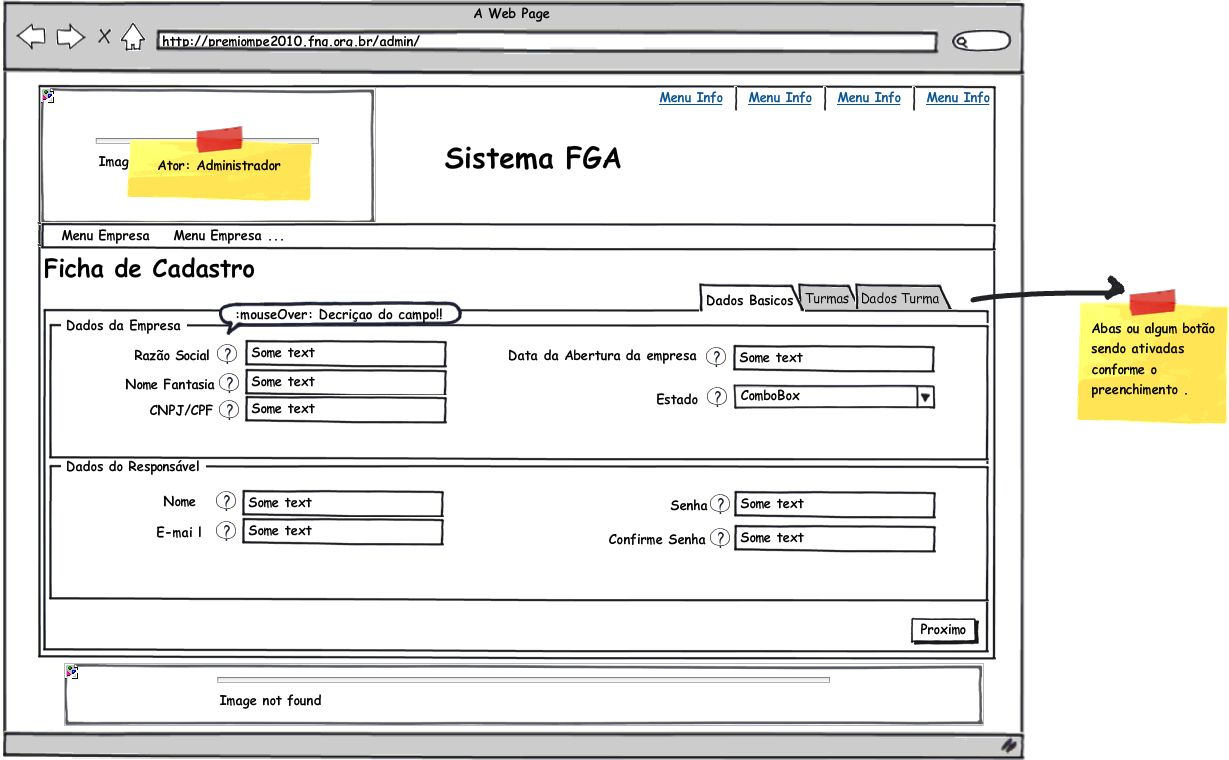 A Web Page
http://premiompe2010.fnq.org.br/admin/
Menu Info
Menu Info
Menu Info
Menu Info
Imag
Ator: Administrador
Sistema FGA
Menu Empresa
Menu Empresa ...
Ficha de Cadastro
Dados Basicos
Turmas
Dados Turma
:mouseOver: Decriçao do campo!!
Abas ou algum botão
sendo ativadas
conforme o
preenchimento .
Dados da Empresa
Razão Social ? Some text
Data da Abertura da empresa ? Some text
Nome Fantasia ? Some text
Estado ? ComboBox
CNPJ/CPF ? Some text
Dados do Responsável
Nome ? Some text
Senha ? Some text
E-mai l ? Some text
Confirme Senha ? Some text
Proximo
Image not found